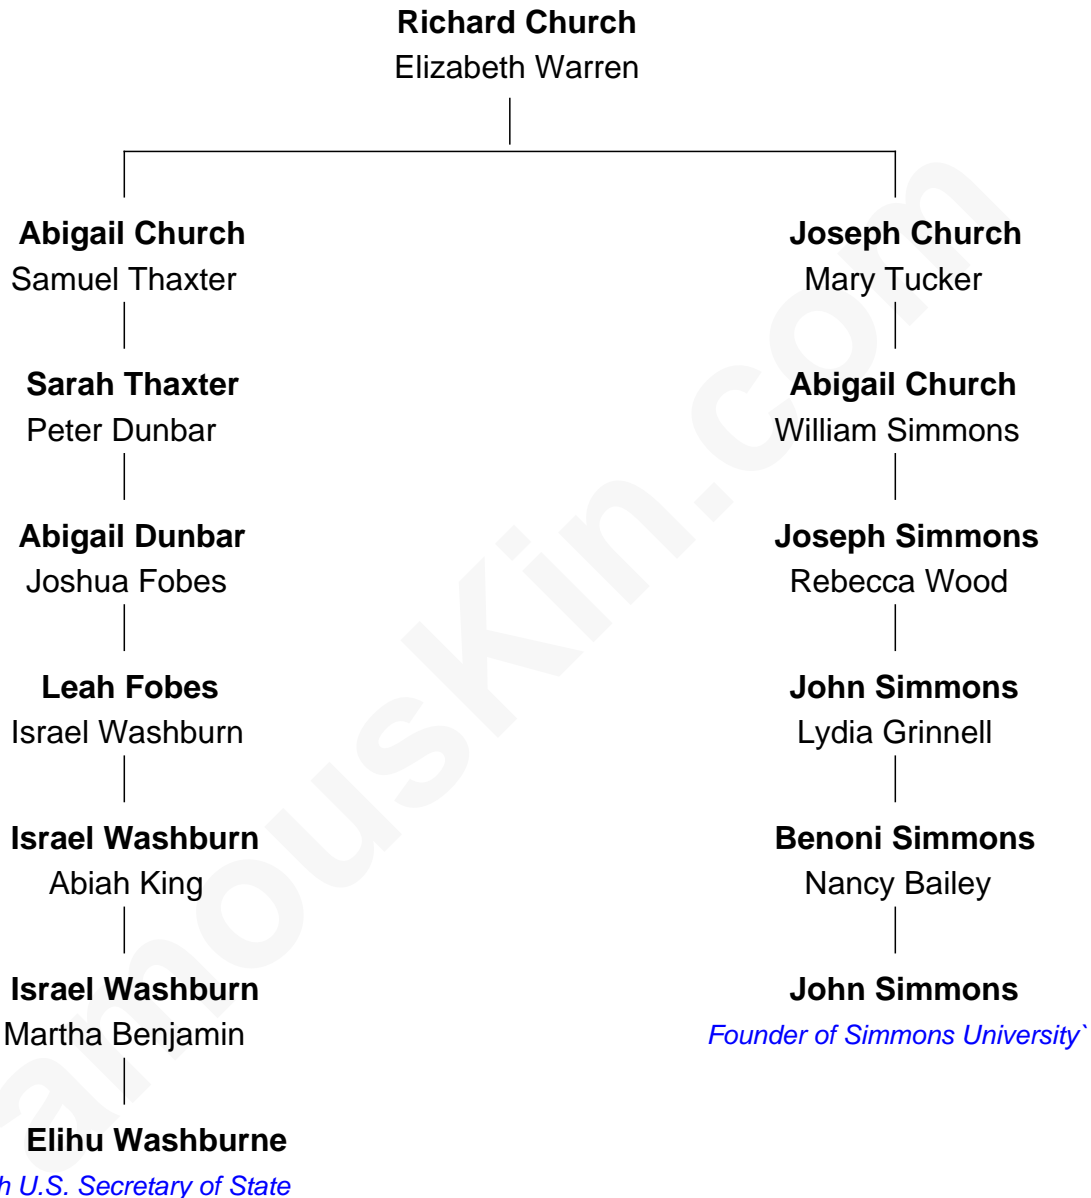 Richard Church
Elizabeth Warren
Abigail Church
Samuel Thaxter
Joseph Church
Mary Tucker
Sarah Thaxter
Peter Dunbar
Abigail Church
William Simmons
Abigail Dunbar
Joshua Fobes
Joseph Simmons
Rebecca Wood
Leah Fobes
Israel Washburn
John Simmons
Lydia Grinnell
Israel Washburn
Abiah King
Benoni Simmons
Nancy Bailey
Israel Washburn
Martha Benjamin
John Simmons
Founder of Simmons University`
Elihu Washburne
h U.S. Secretary of State
amousKin.com